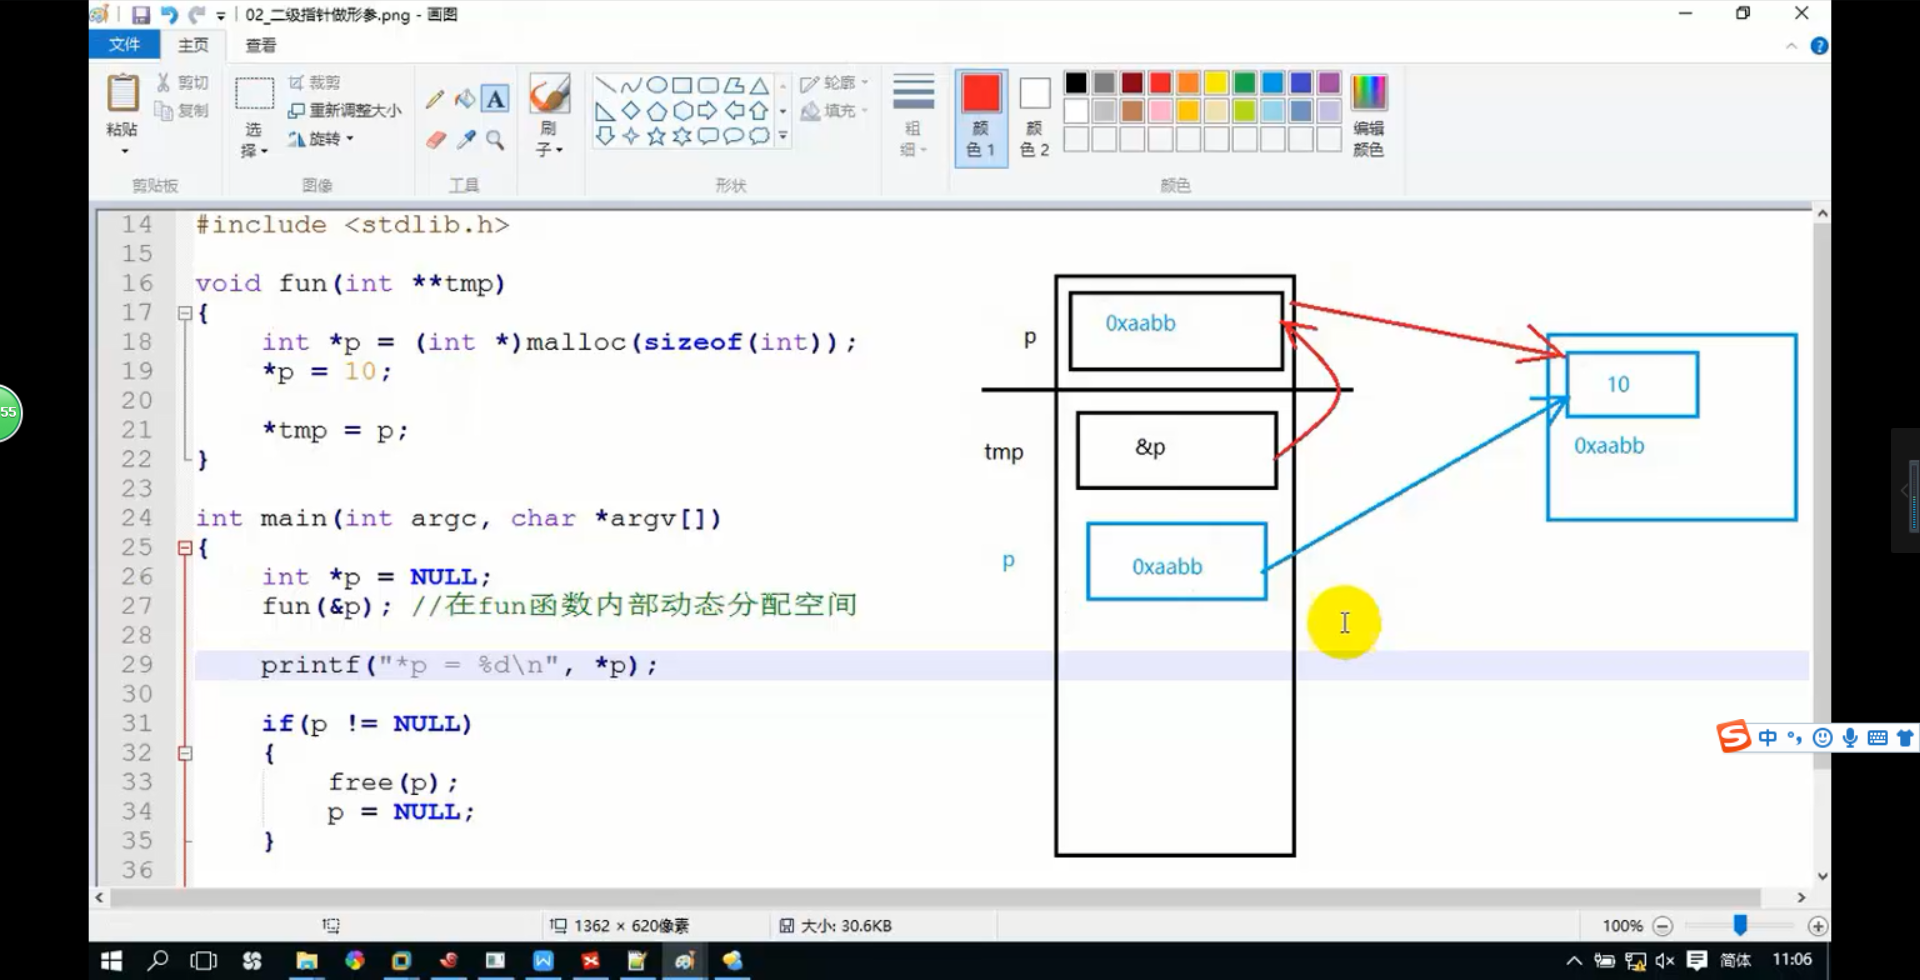 02_二级指针做形参.png - 画图
文件 主页 查看
粘贴 剪切 复制
剪贴板
选择 裁剪 重新调整大小 旋转
图像
A
工具
刷子
形状
轮廓 填充
粗细
颜色 1 颜色 2 编辑颜色
颜色
14 #include <stdlib.h>
15
16 void fun(int **tmp)
17 {
18 int *p = (int *)malloc(sizeof(int));
19 *p = 10;
20
21 *tmp = p;
22 }
23
24 int main(int argc, char *argv[])
25 {
26 int *p = NULL;
27 fun(&p); //在fun函数内部动态分配空间
28
29 printf("*p = %d\n", *p);
30
31 if(p != NULL)
32 {
33 free(p);
34 p = NULL;
35 }
36
p 0xaabb
tmp &p
p 0xaabb
10
0xaabb
55
中
1362 × 620像素 大小: 30.6KB 100%
简体 11:06